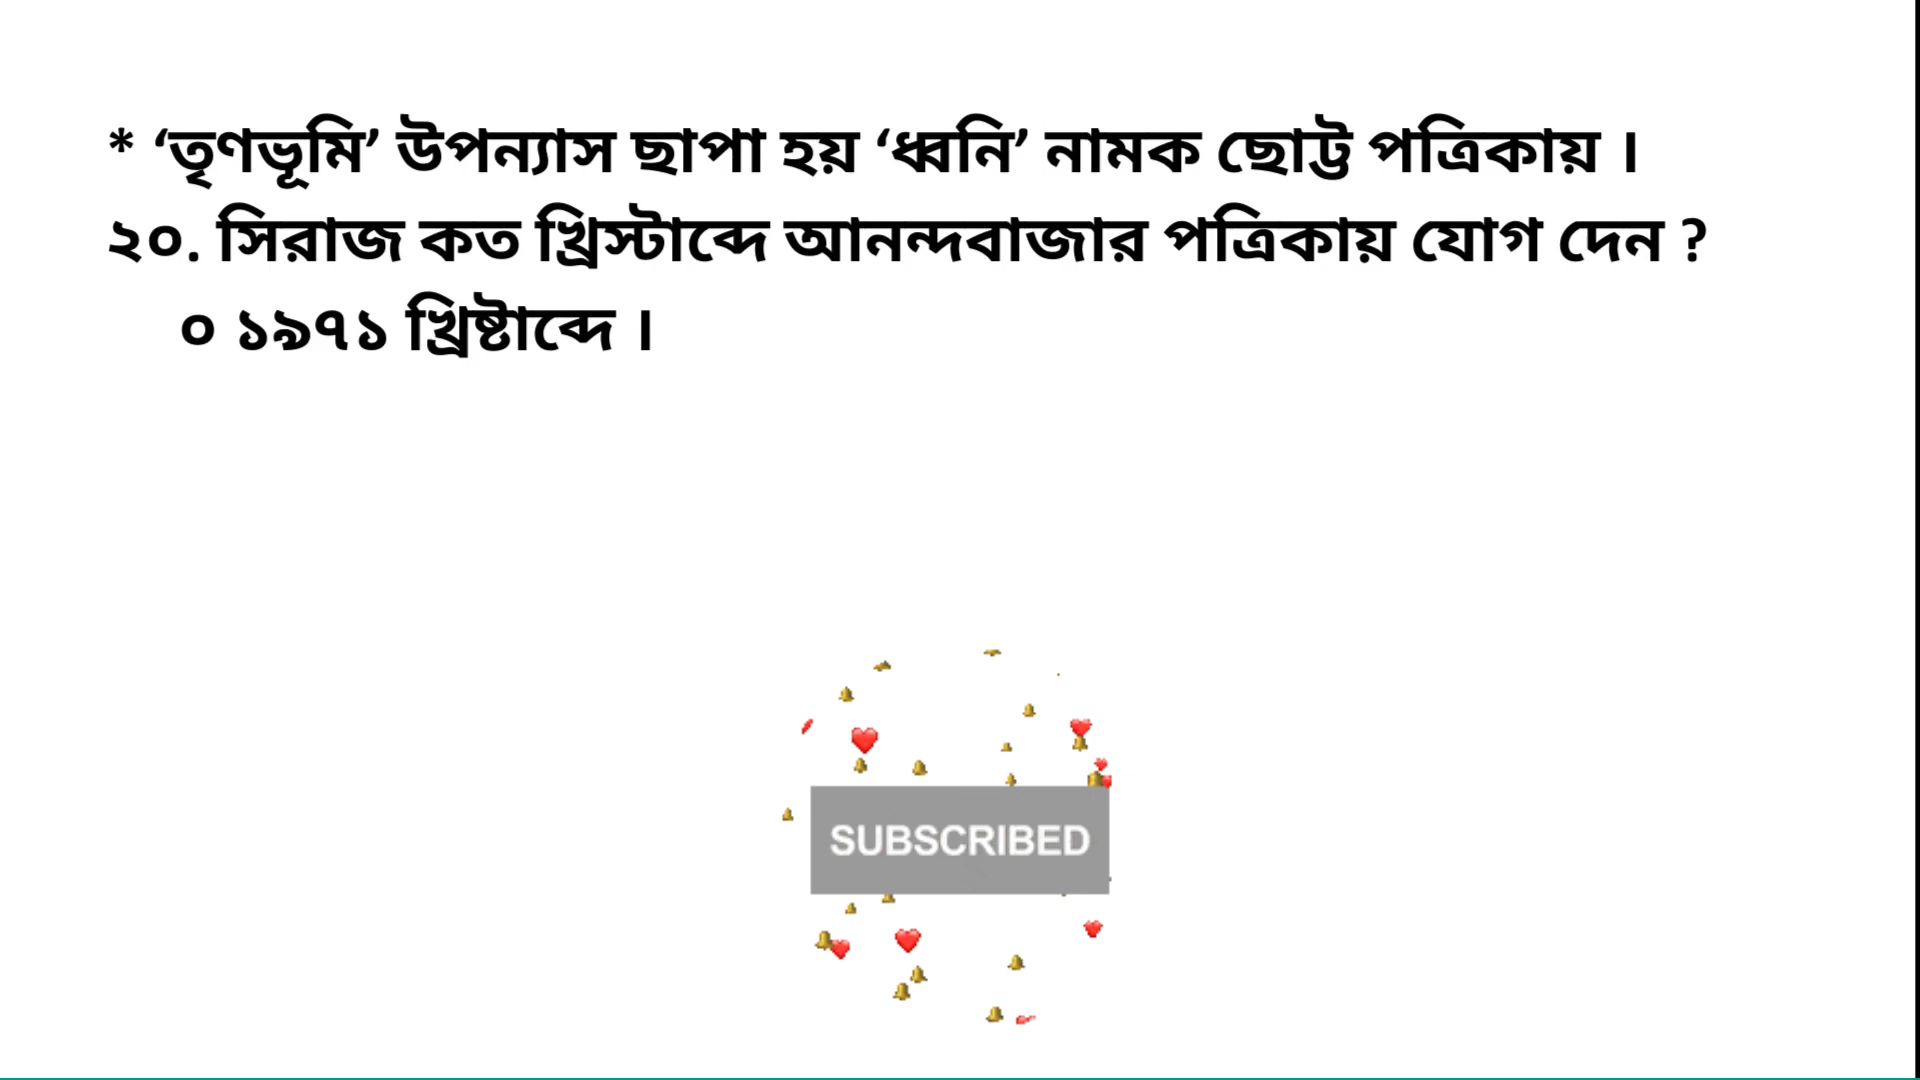 * ‘তৃণভূমি’ উপন্যাস ছাপা হয় ‘ধ্বনি’ নামক ছোট্ট পত্রিকায় ।
২০. সিরাজ কত খ্রিস্টাব্দে আনন্দবাজার পত্রিকায় যোগ দেন ?
০ ১৯৭১ খ্রিষ্টাব্দে ।
SUBSCRIBED